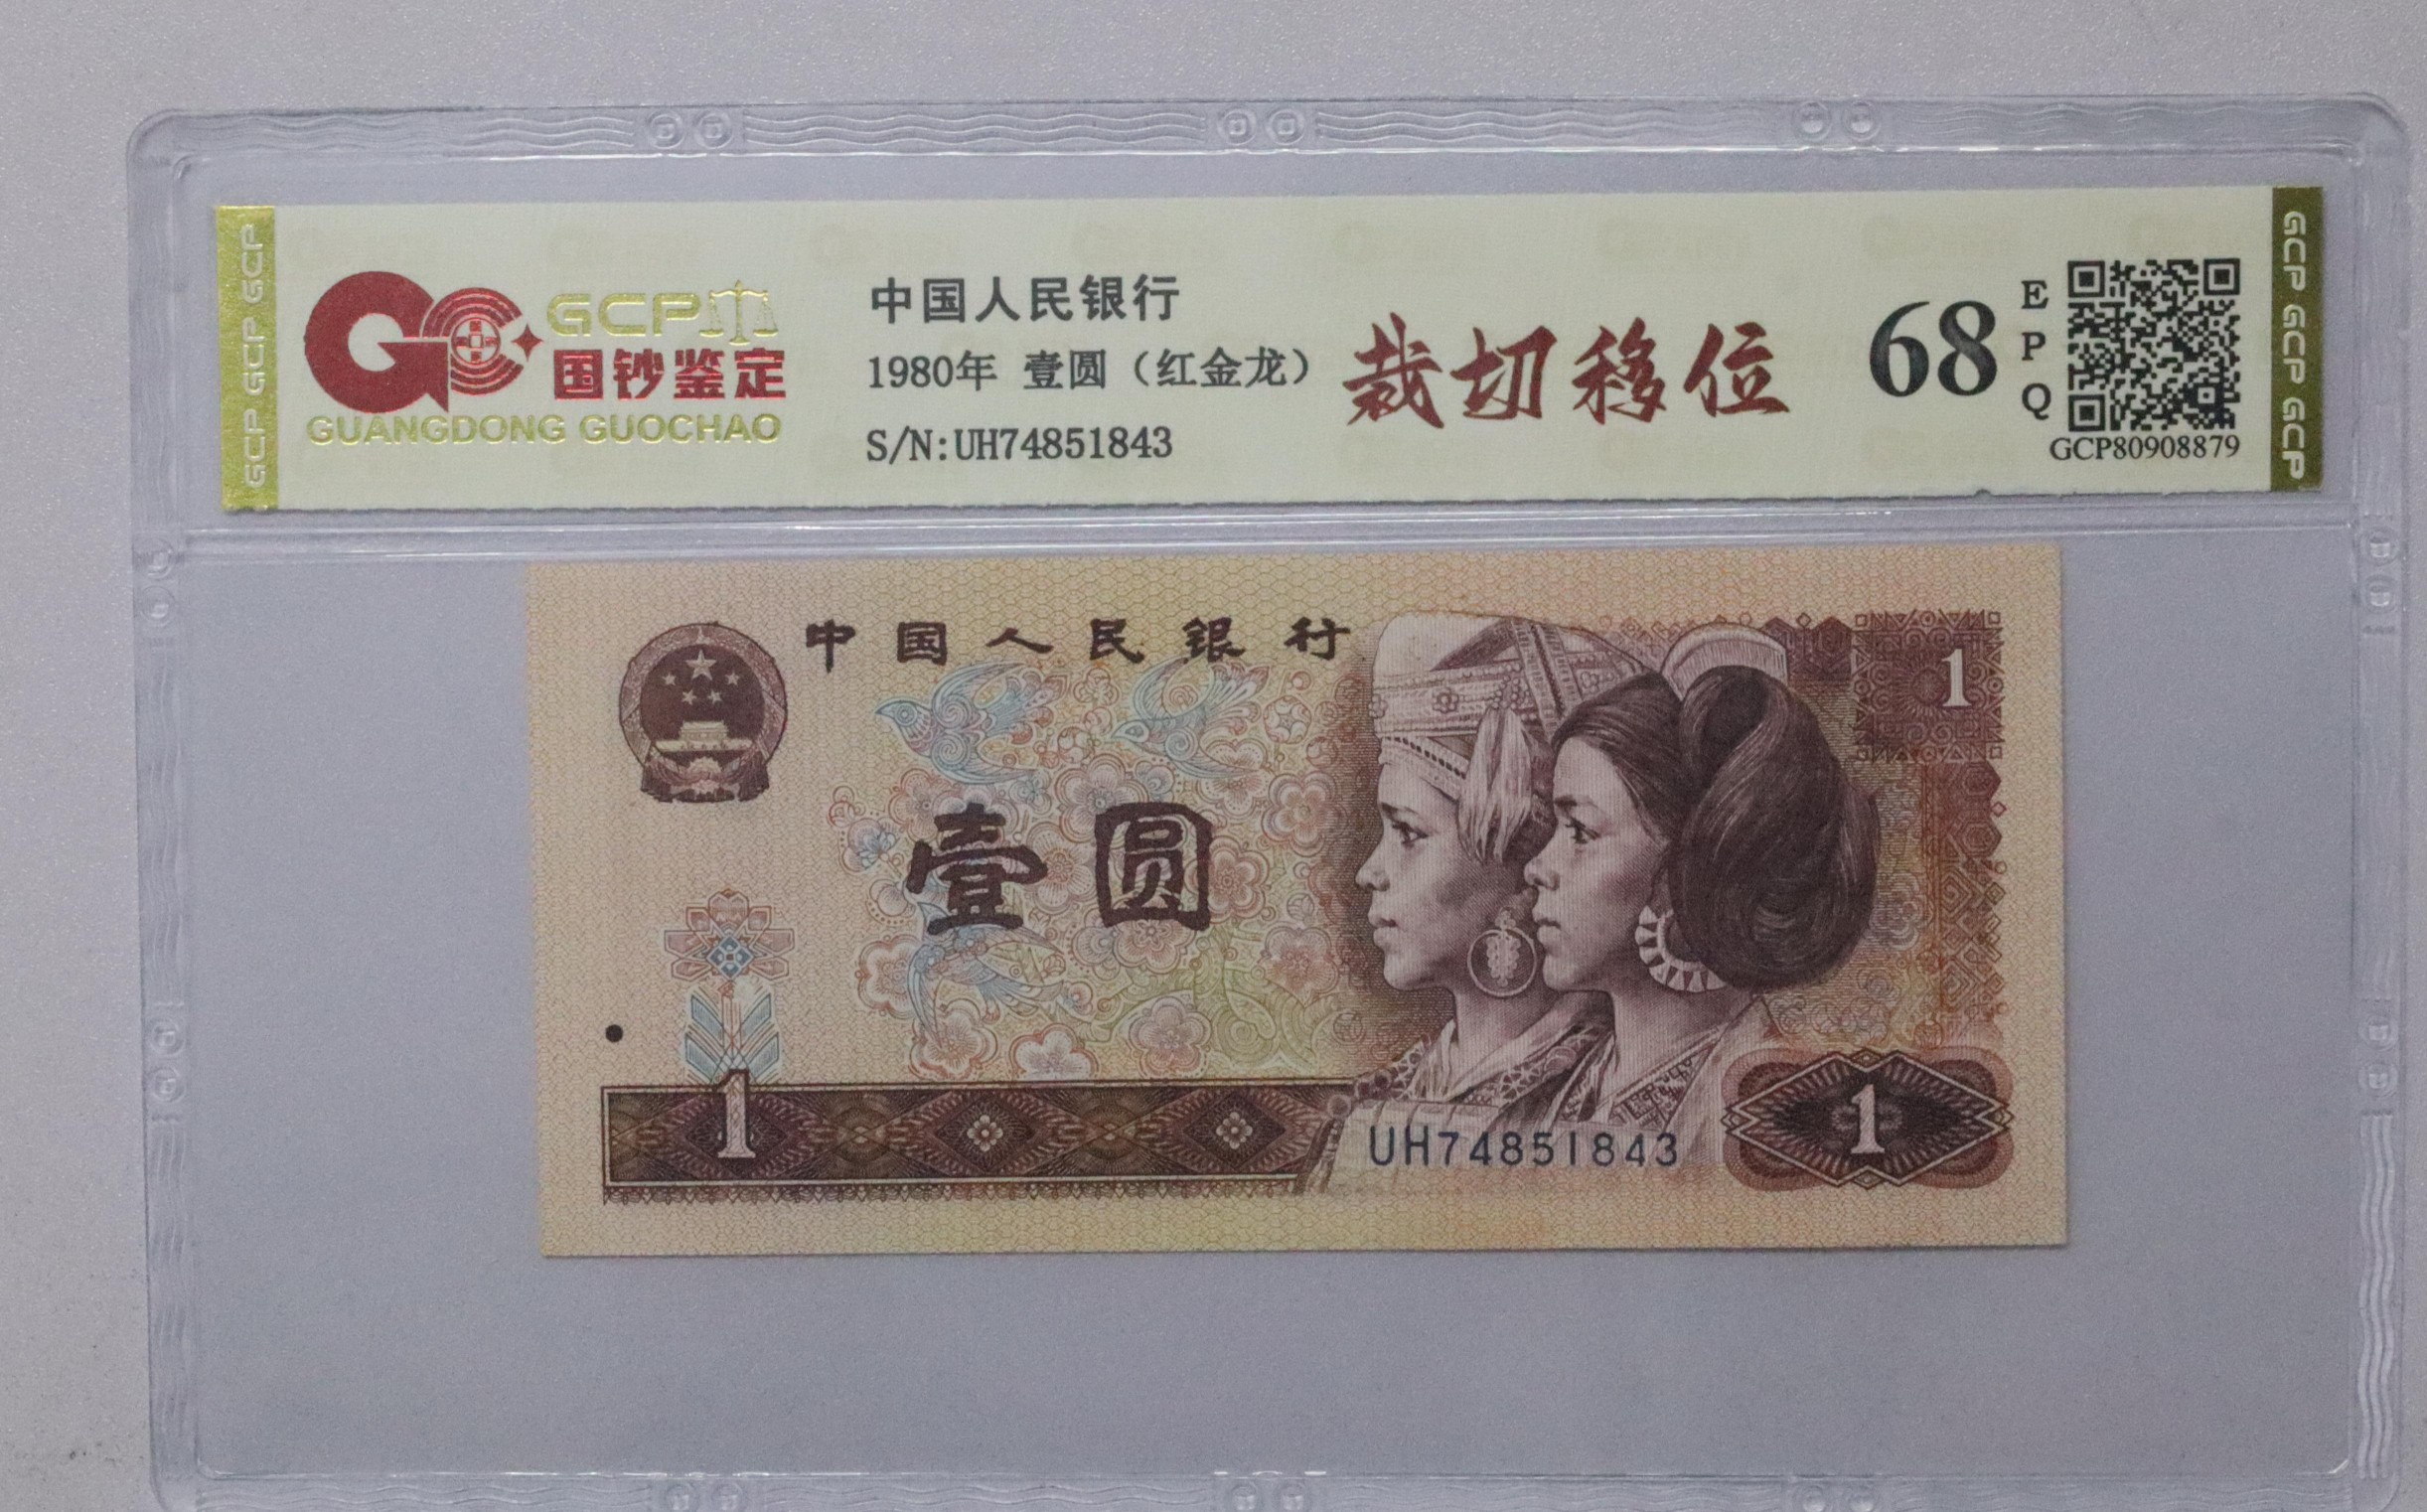 GCP GCP GCP
GCP
国钞鉴定
GUANGDONG GUOCHAO
中国人民银行
1980年 壹圆（红金龙）
S/N:UH74851843
裁切移位
68
E
P
Q
GCP80908879
GCP GCP GCP
中国人民银行
1
壹圆
1
UH74851843
1